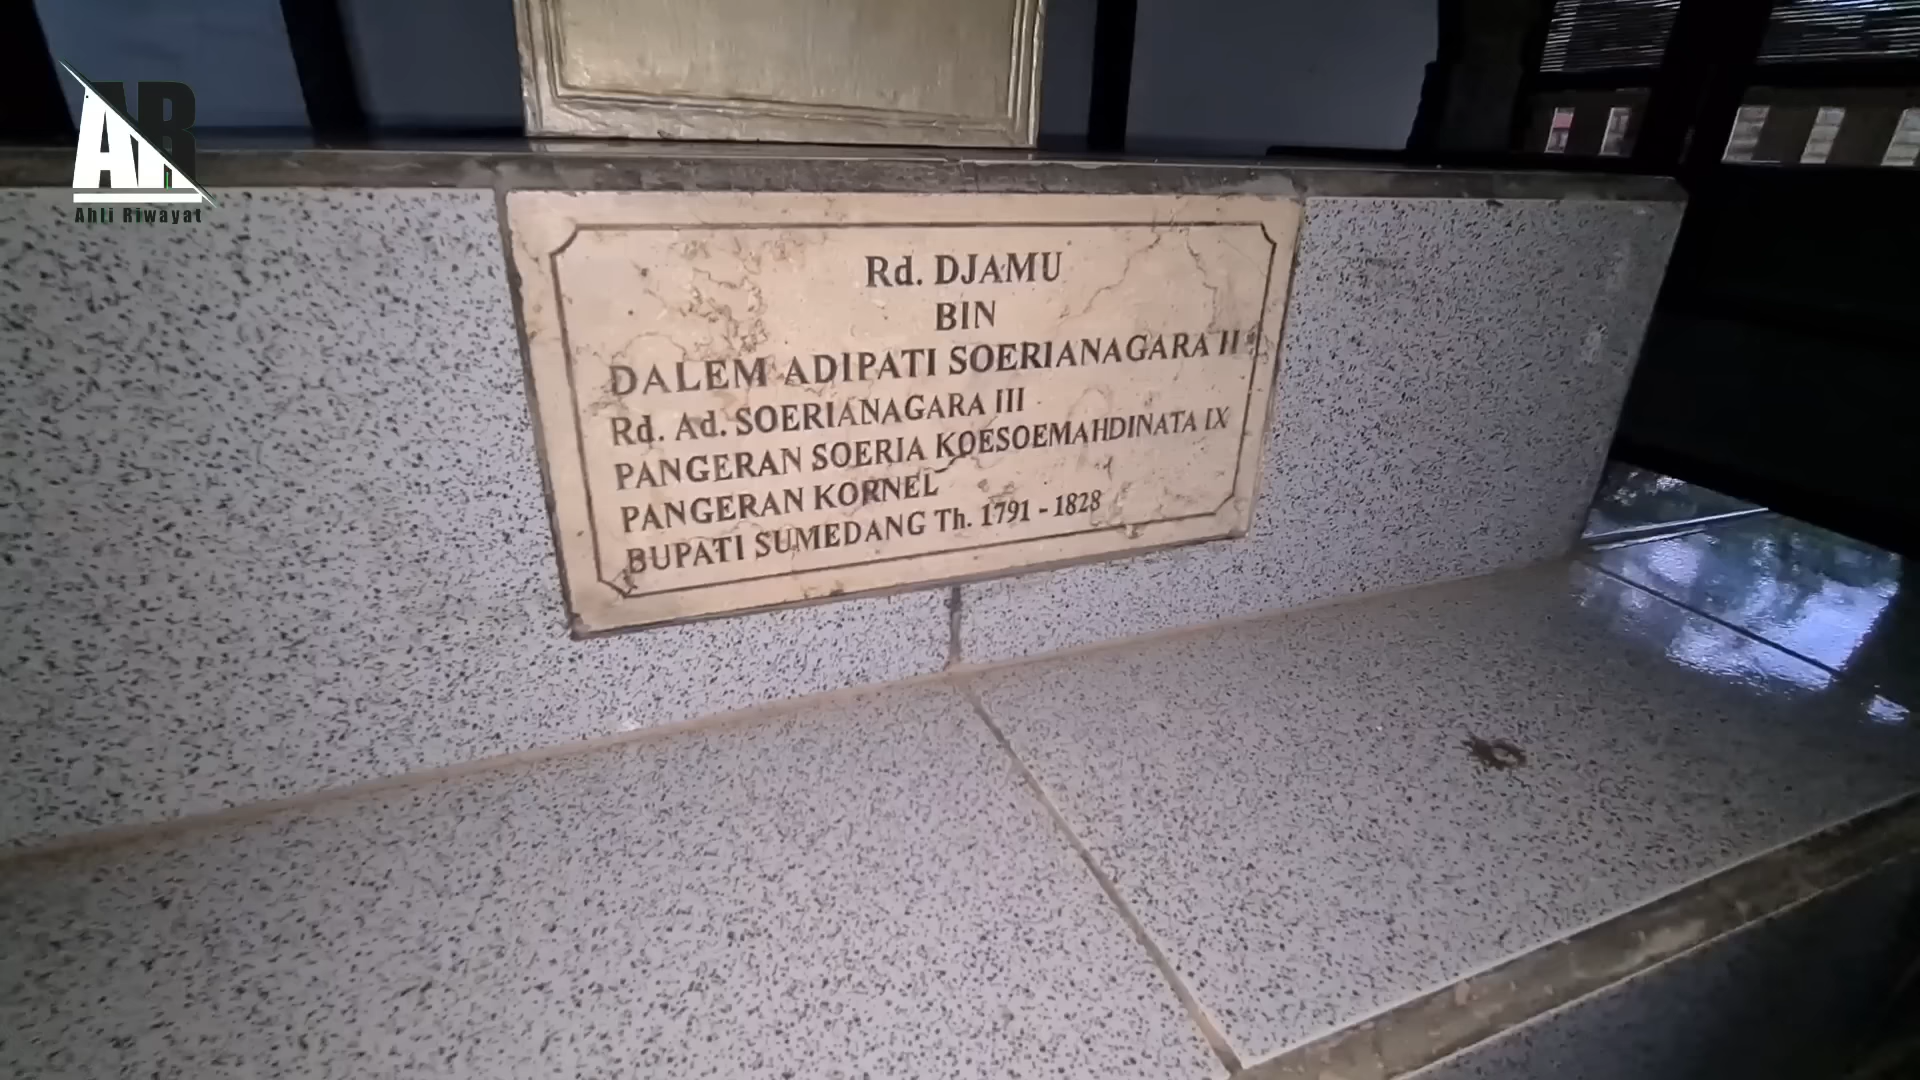 AR
Ahli Riwayat
Rd. DJAMU
BIN
DALEM ADIPATI SOERIANAGARA II
Rd. Ad. SOERIANAGARA III
PANGERAN SOERIA KOESOEMAHDINATA IX
PANGERAN KORNEL
BUPATI SUMEDANG Th. 1791 - 1828